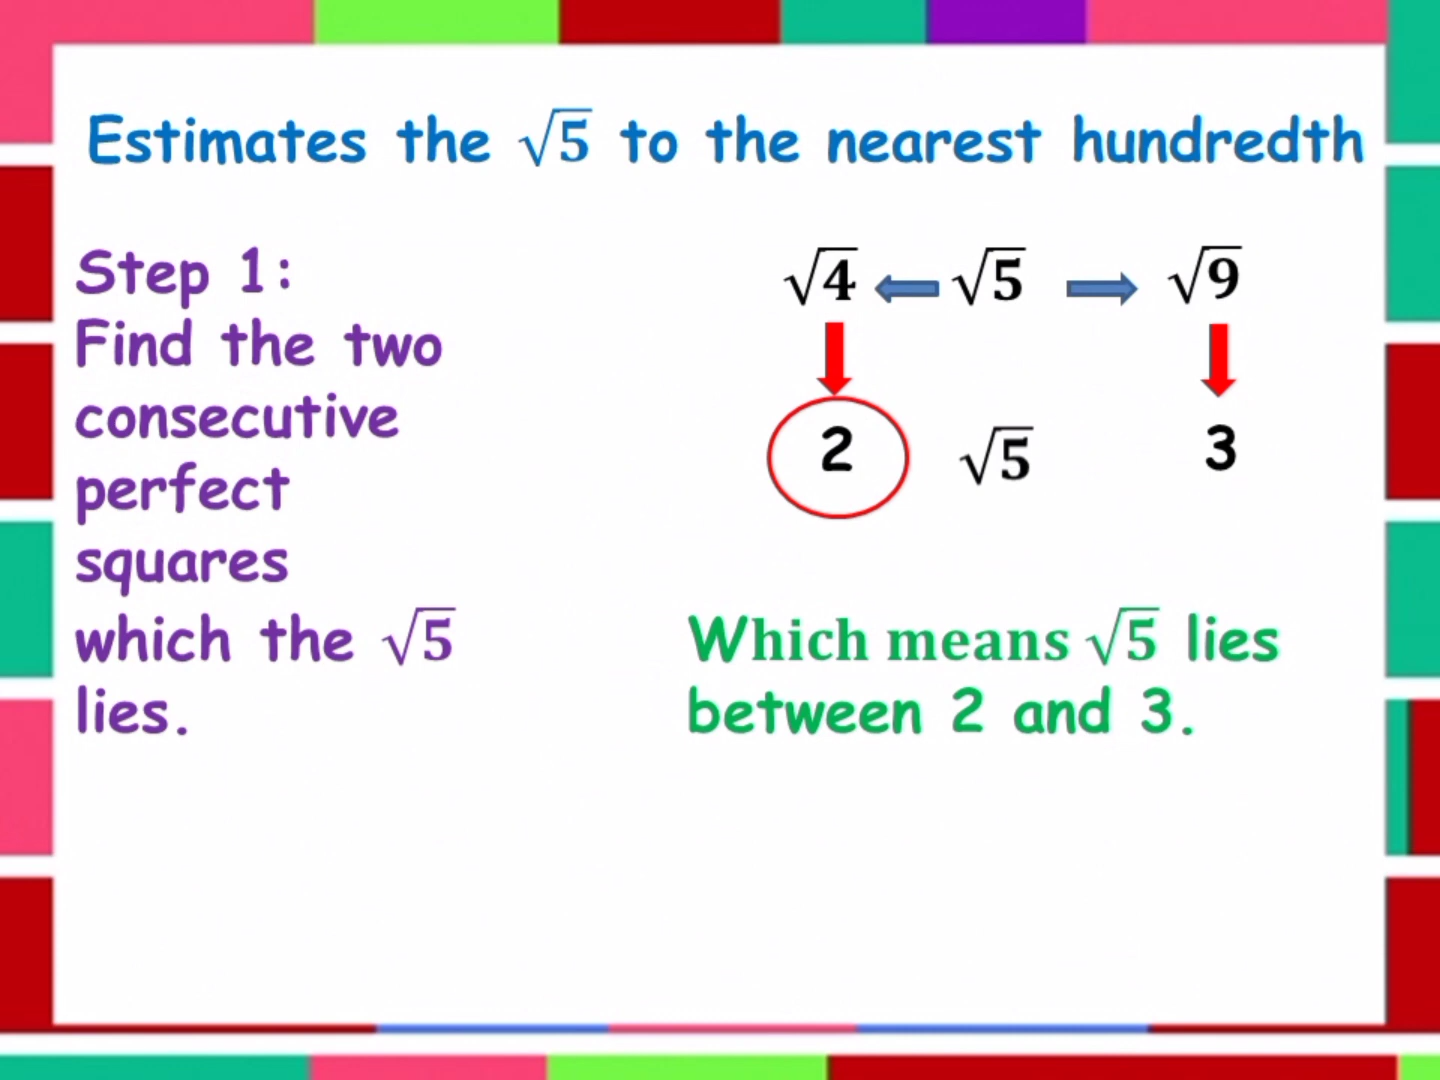 Estimates the √5 to the nearest hundredth
Step 1:
Find the two
consecutive
perfect
squares
which the √5
lies.
√4 √5 √9
2 √5 3
Which means √5 lies
between 2 and 3.